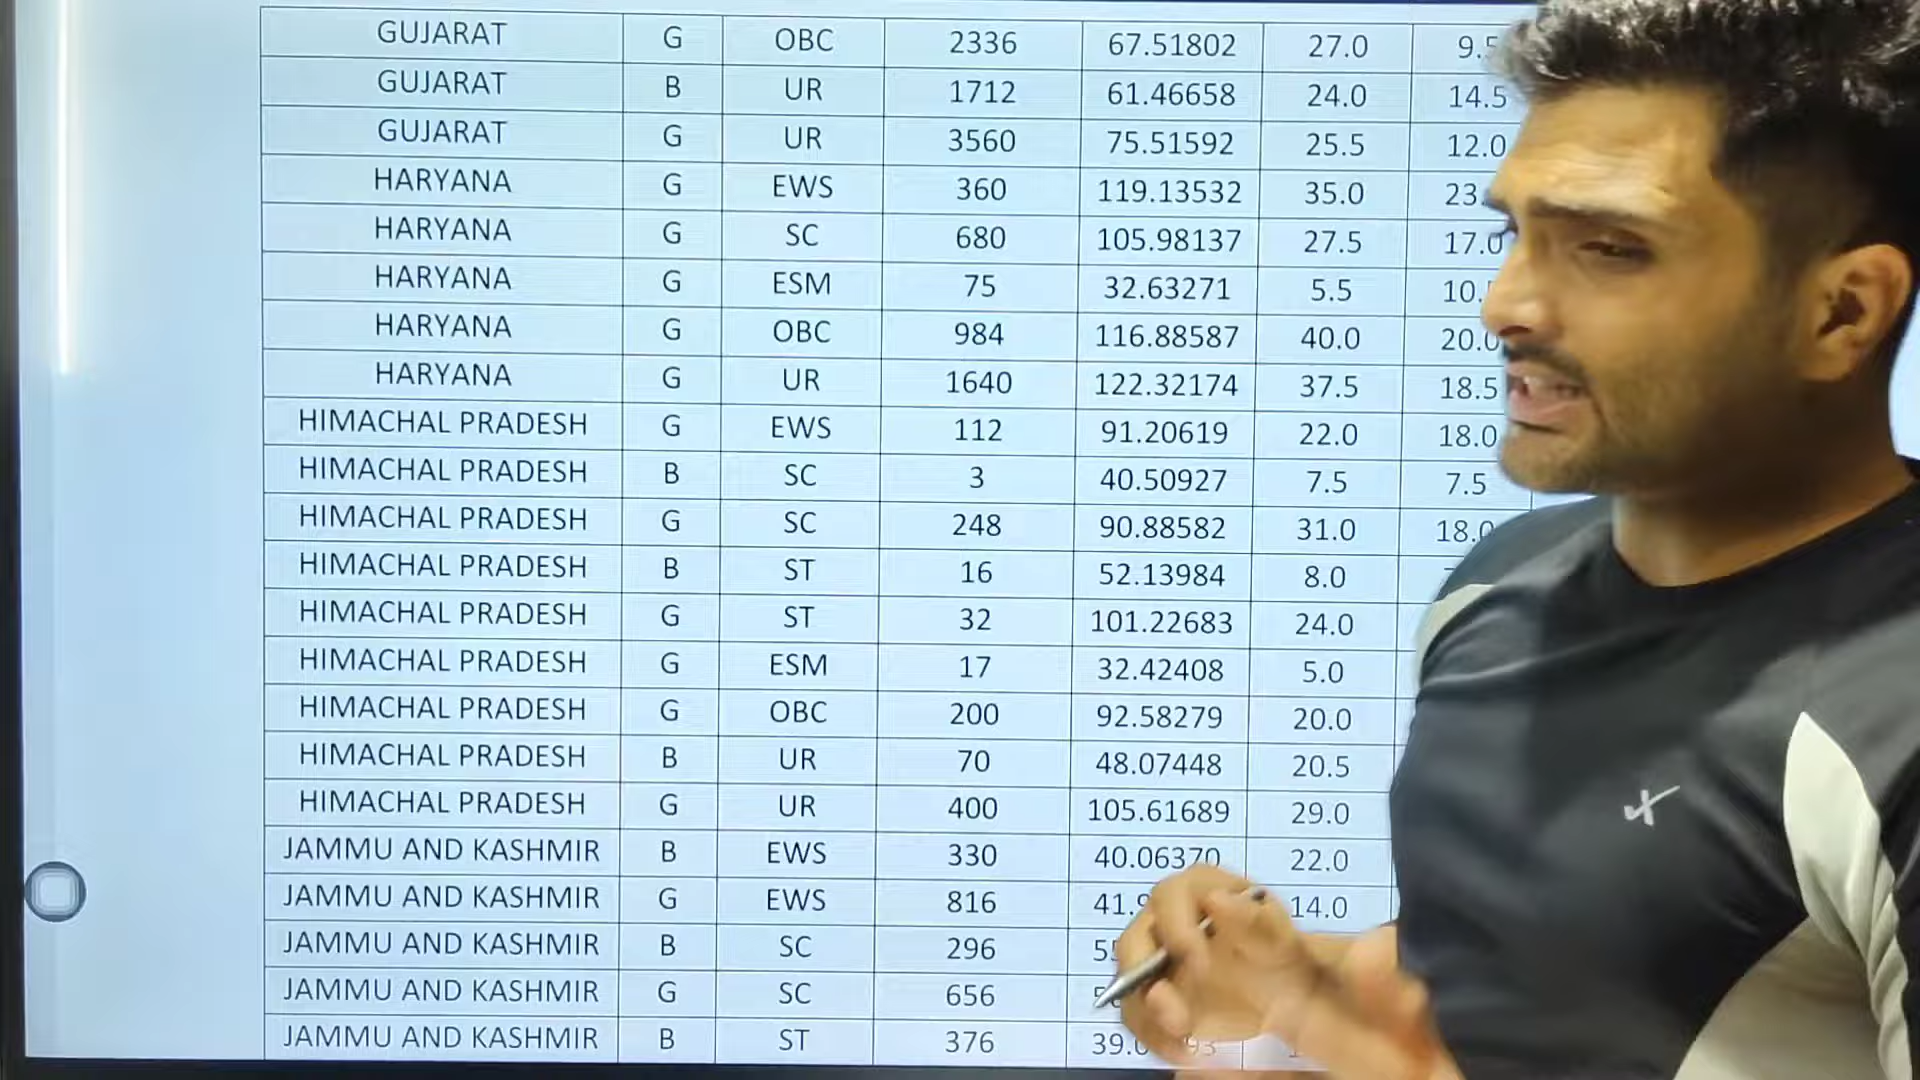 GUJARAT G OBC 2336 67.51802 27.0
GUJARAT B UR 1712 61.46658 24.0 14.5
GUJARAT G UR 3560 75.51592 25.5 12.0
HARYANA G EWS 360 119.13532 35.0
HARYANA G SC 680 105.98137 27.5 17.0
HARYANA G ESM 75 32.63271 5.5
HARYANA G OBC 984 116.88587 40.0 20.0
HARYANA G UR 1640 122.32174 37.5 18.5
HIMACHAL PRADESH G EWS 112 91.20619 22.0 18.0
HIMACHAL PRADESH B SC 3 40.50927 7.5 7.5
HIMACHAL PRADESH G SC 248 90.88582 31.0 18.0
HIMACHAL PRADESH B ST 16 52.13984 8.0
HIMACHAL PRADESH G ST 32 101.22683 24.0
HIMACHAL PRADESH G ESM 17 32.42408 5.0
HIMACHAL PRADESH G OBC 200 92.58279 20.0
HIMACHAL PRADESH B UR 70 48.07448 20.5
HIMACHAL PRADESH G UR 400 105.61689 29.0
JAMMU AND KASHMIR B EWS 330 40.06370 22.0
JAMMU AND KASHMIR G EWS 816 14.0
JAMMU AND KASHMIR B SC 296
JAMMU AND KASHMIR G SC 656
JAMMU AND KASHMIR B ST 376